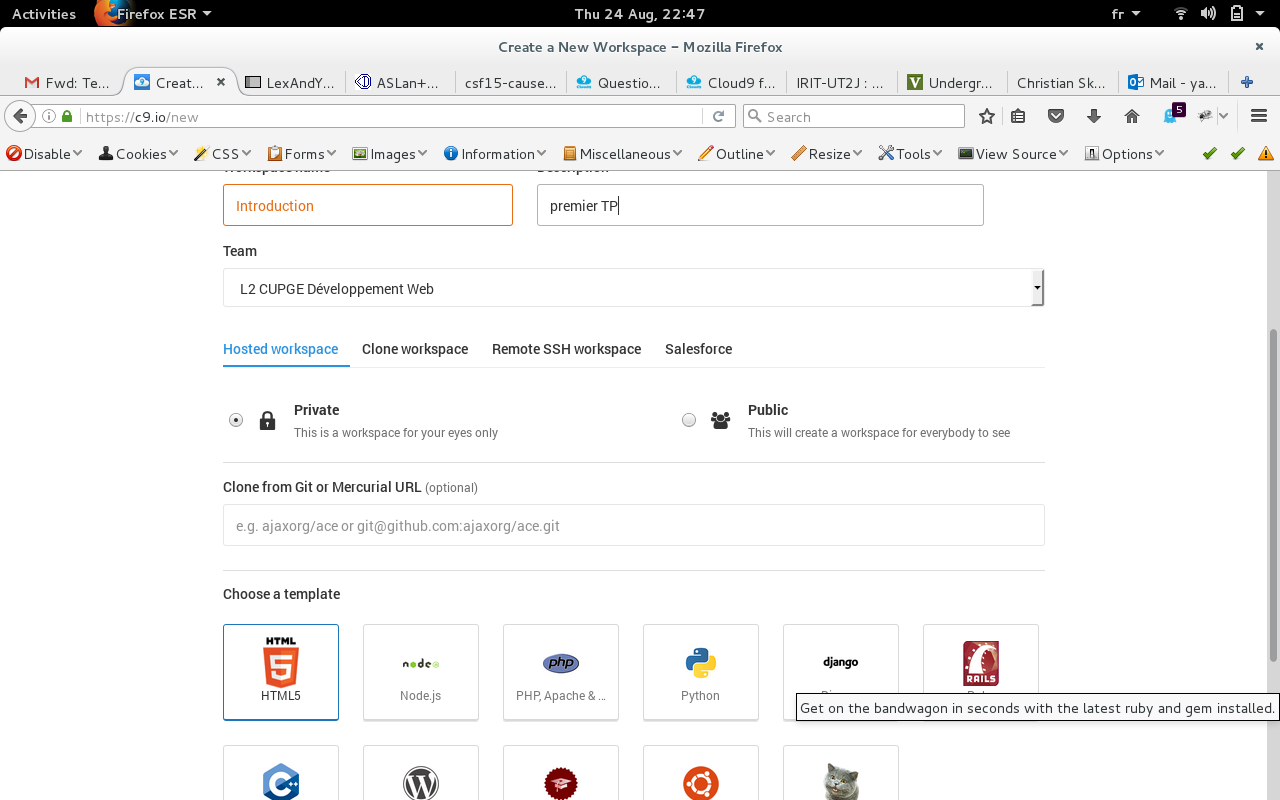 Activities Firefox ESR Thu 24 Aug, 22:47 fr
Create a New Workspace – Mozilla Firefox
Fwd: Te... Creat... LexAndY... ASLan+... csf15-cause... Questio... Cloud9 f... IRIT-UT2J : ... Undergr... Christian Sk... Mail - ya...
https://c9.io/new Search 5
Disable Cookies CSS Forms Images Information Miscellaneous Outline Resize Tools View Source Options
Workspace name Description
Introduction premier TP
Team
L2 CUPGE Développement Web
Hosted workspace Clone workspace Remote SSH workspace Salesforce
Private Public
This is a workspace for your eyes only This will create a workspace for everybody to see
Clone from Git or Mercurial URL (optional)
e.g. ajaxorg/ace or git@github.com:ajaxorg/ace.git
Choose a template
HTML 5 node php django RAILS
HTML5 Node.js PHP, Apache & ... Python
Get on the bandwagon in seconds with the latest ruby and gem installed.
C++ W